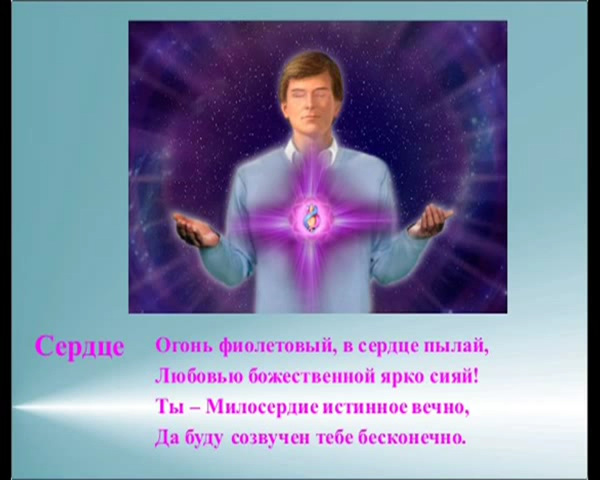 Сердце
Огонь фиолетовый, в сердце пылай,
Любовью божественной ярко сияй!
Ты – Милосердие истинное вечно,
Да буду созвучен тебе бесконечно.